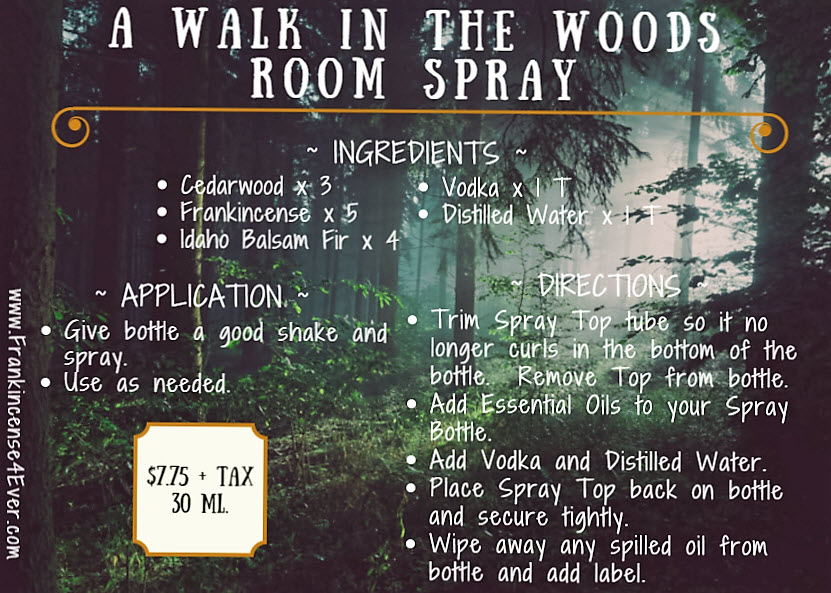 A WALK IN THE WOODS
ROOM SPRAY
~ INGREDIENTS ~
• Cedarwood x 3
• Frankincense x 5
• Idaho Balsam Fir x 4
• Vodka x 1 T
• Distilled Water x 1 T
~ APPLICATION ~
• Give bottle a good shake and
spray.
• Use as needed.
$7.75 + TAX
30 ML.
~ DIRECTIONS ~
• Trim Spray Top tube so it no
longer curls in the bottom of the
bottle. Remove Top from bottle.
• Add Essential Oils to your Spray
Bottle.
• Add Vodka and Distilled Water.
• Place Spray Top back on bottle
and secure tightly.
• Wipe away any spilled oil from
bottle and add label.
www.Frankincense4Ever.com